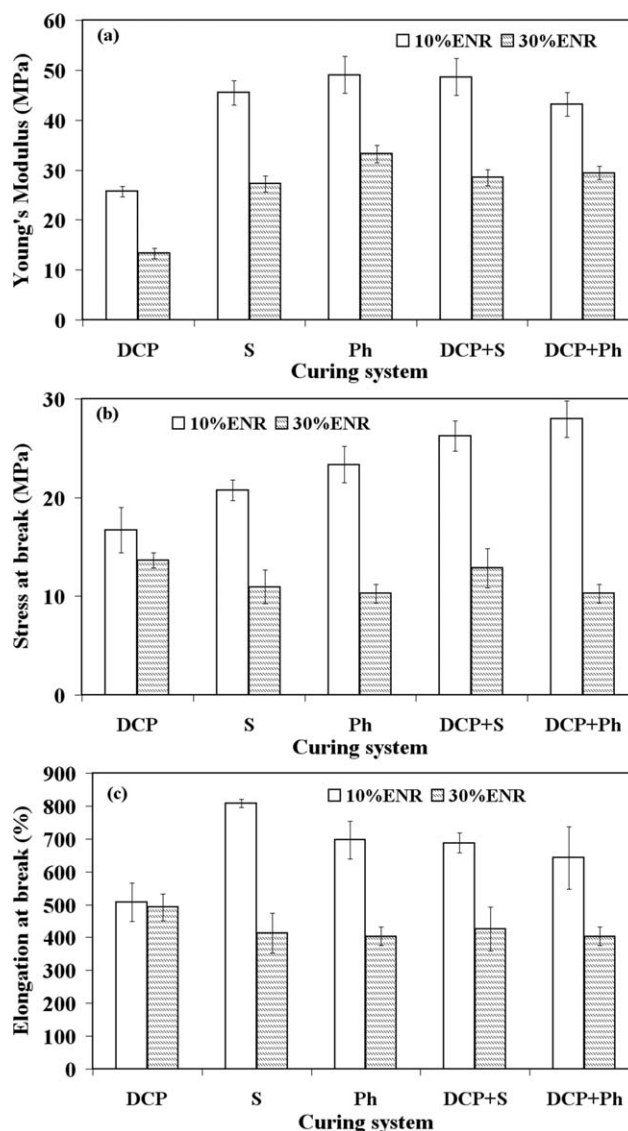 (a)
10%ENR 30%ENR
Young's Modulus (MPa)
60
50
40
30
20
10
0
DCP S Ph DCP+S DCP+Ph
Curing system
(b)
10%ENR 30%ENR
Stress at break (MPa)
30
20
10
0
DCP S Ph DCP+S DCP+Ph
Curing system
(c)
10%ENR 30%ENR
Elongation at break (%)
900
800
700
600
500
400
300
200
100
0
DCP S Ph DCP+S DCP+Ph
Curing system